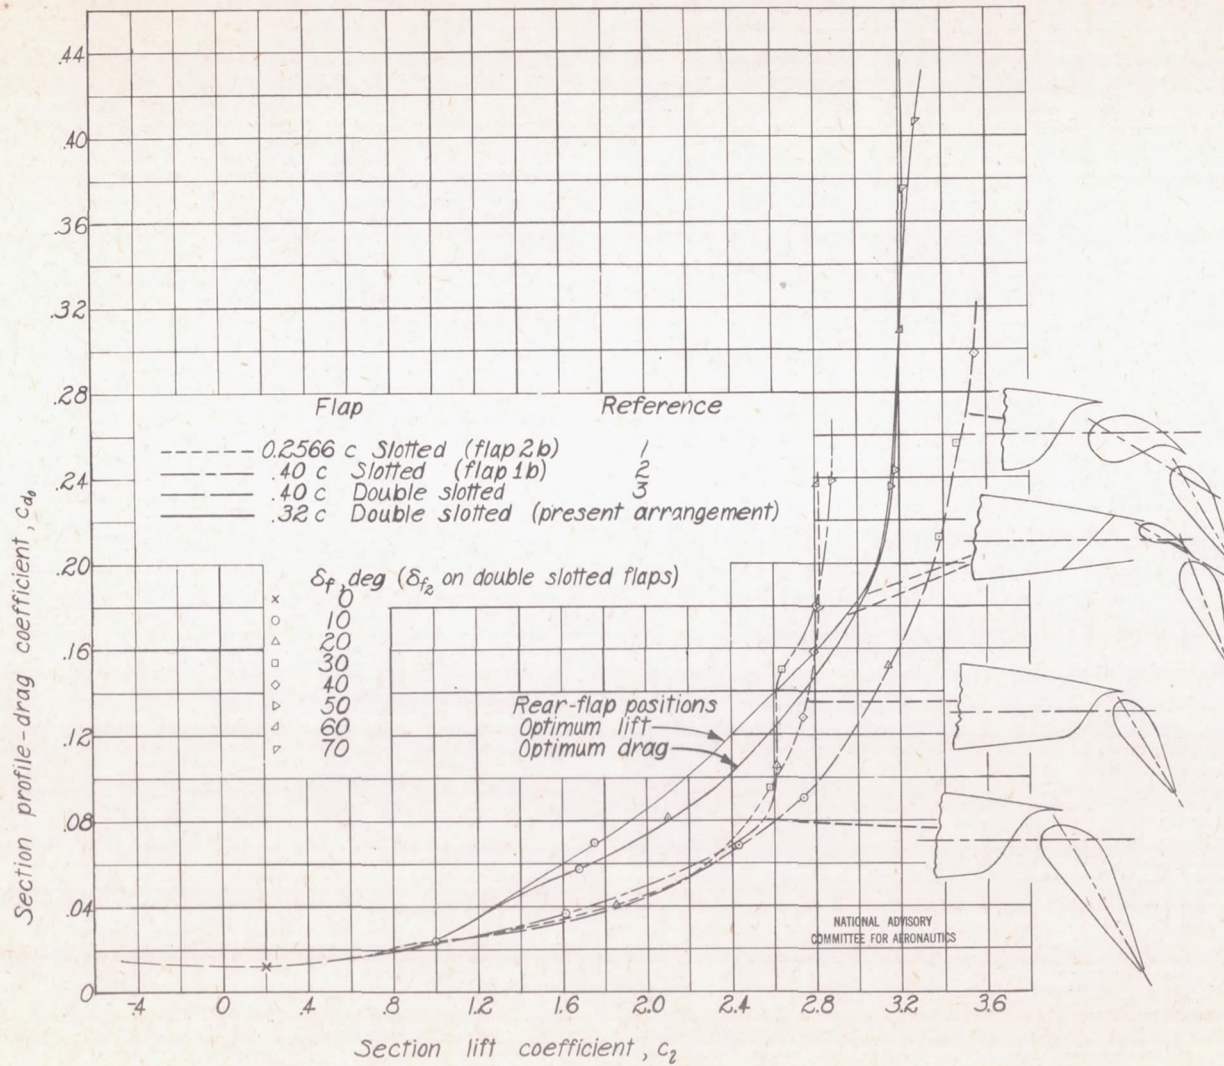 .44
.40
.36
.32
.28
.24
.20
.16
.12
.08
.04
0
Section profile-drag coefficient, c_d₀
Flap Reference
0.2566 c Slotted (flap 2b) 1
.40 c Slotted (flap 1b) 2
.40 c Double slotted 3
.32 c Double slotted (present arrangement)
δf, deg (δf₂ on double slotted flaps)
× 0
○ 10
△ 20
□ 30
◇ 40
50
60
70
Rear-flap positions
Optimum lift
Optimum drag
NATIONAL ADVISORY
COMMITTEE FOR AERONAUTICS
-.4 0 .4 .8 1.2 1.6 2.0 2.4 2.8 3.2 3.6
Section lift coefficient, c_l